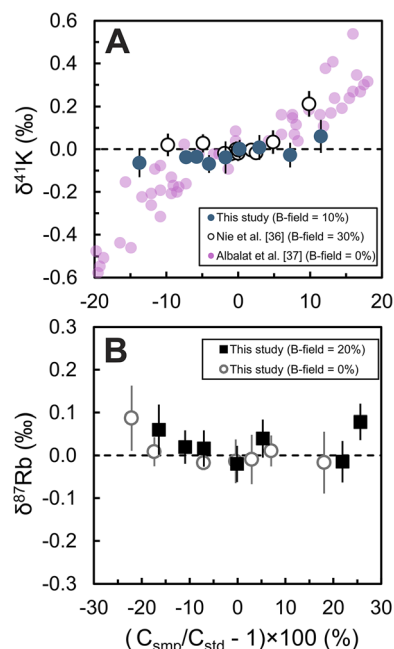 A
0.6
0.4
0.2
0.0
-0.2
-0.4
-0.6
δ⁴¹K (‰)
This study (B-field = 10%)
Nie et al. [36] (B-field = 30%)
Albalat et al. [37] (B-field = 0%)
-20 -10 0 10 20
B
0.3
0.2
0.1
0.0
-0.1
-0.2
-0.3
δ⁸⁷Rb (‰)
This study (B-field = 20%)
This study (B-field = 0%)
-30 -20 -10 0 10 20 30
(C_smp/C_std - 1)×100 (%)